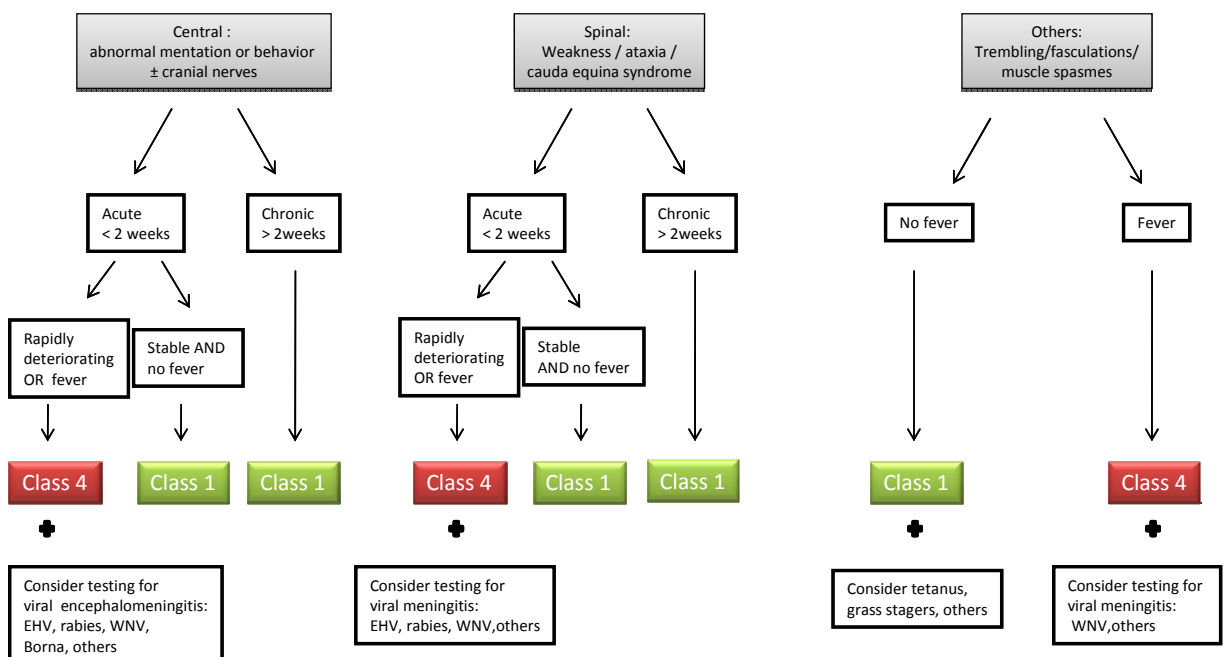 Central :
abnormal mentation or behavior
± cranial nerves
Spinal:
Weakness / ataxia /
cauda equina syndrome
Others:
Trembling/fasculations/
muscle spasmes
Acute
< 2 weeks
Chronic
> 2weeks
Acute
< 2 weeks
Chronic
> 2weeks
No fever
Fever
Rapidly
deteriorating
OR fever
Stable AND
no fever
Rapidly
deteriorating
OR fever
Stable
AND no fever
Class 4
Class 1
Class 1
Class 4
Class 1
Class 1
Class 1
Class 4
Consider testing for
viral encephalomeningitis:
EHV, rabies, WNV,
Borna, others
Consider testing for
viral meningitis:
EHV, rabies, WNV,others
Consider tetanus,
grass stagers, others
Consider testing for
viral meningitis:
WNV,others